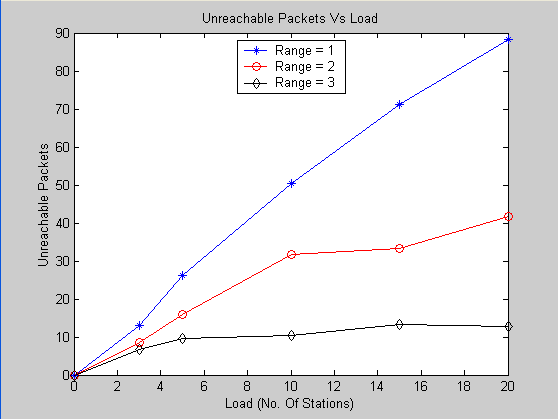 Unreachable Packets Vs Load
Range = 1
Range = 2
Range = 3
90
80
70
60
50
40
30
20
10
0
Unreachable Packets
0 2 4 6 8 10 12 14 16 18 20
Load (No. Of Stations)